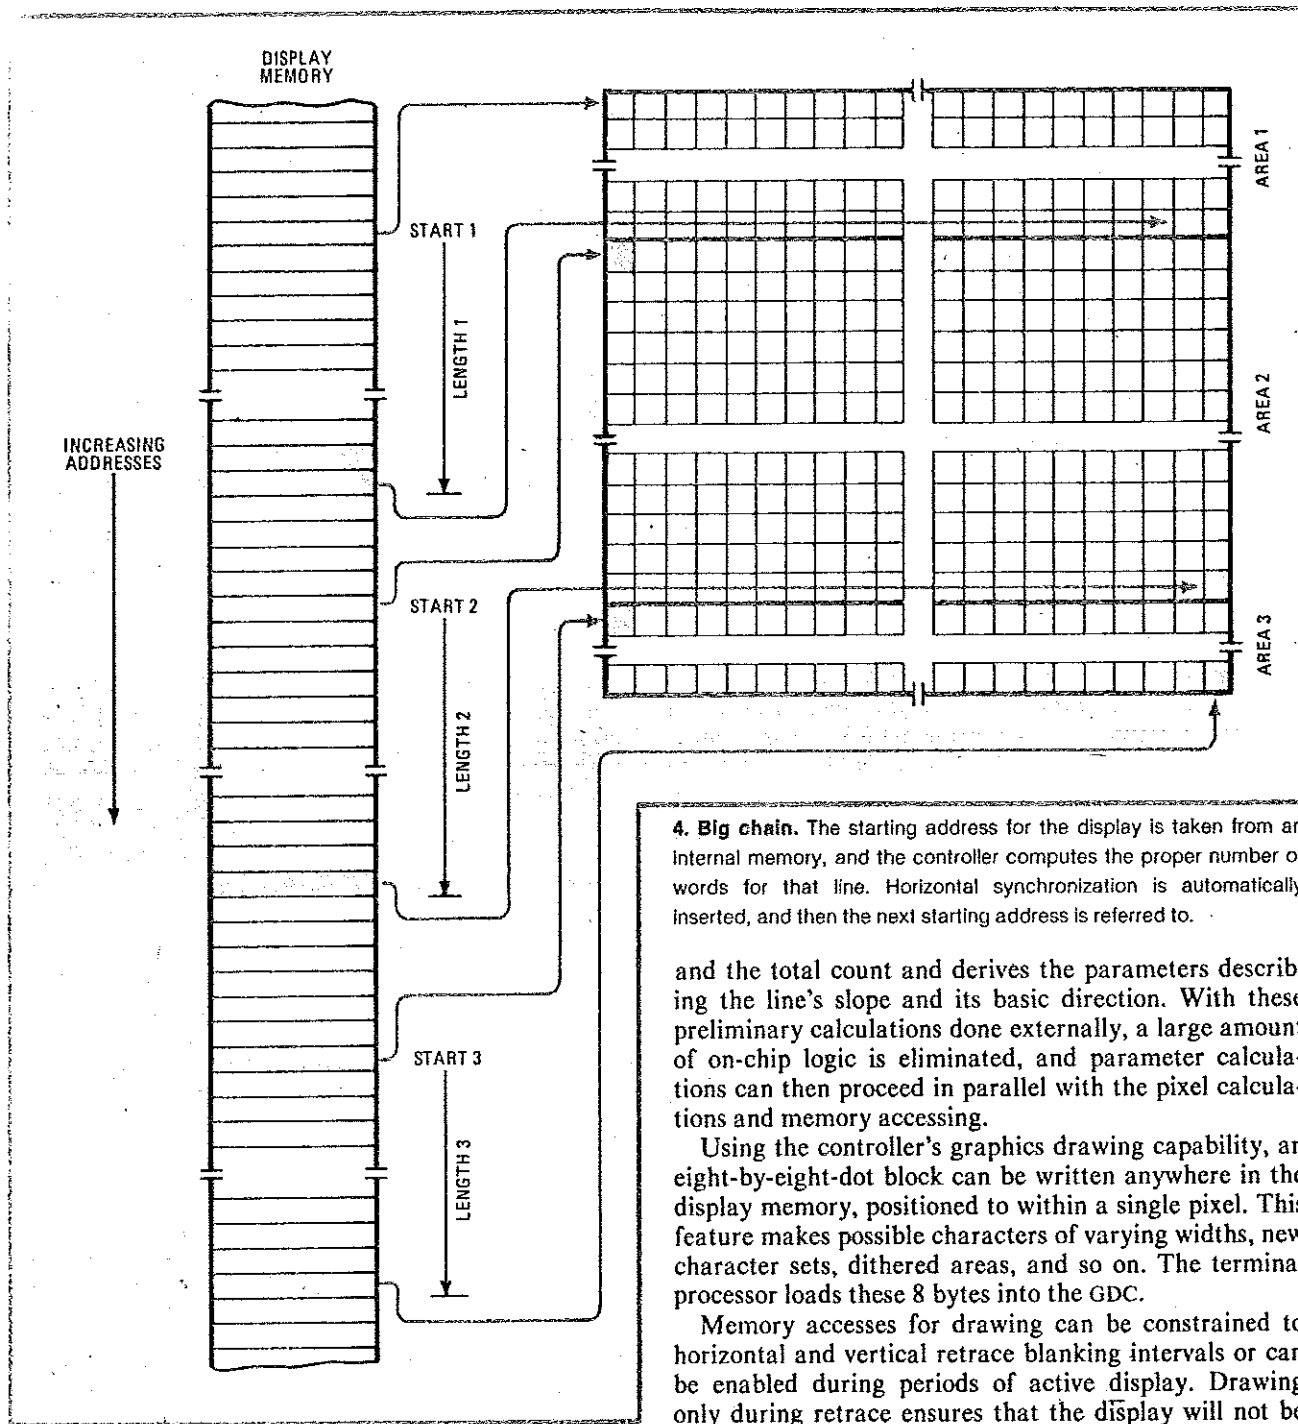 DISPLAY
MEMORY
START 1
LENGTH 1
INCREASING
ADDRESSES
START 2
LENGTH 2
START 3
LENGTH 3
AREA 1
AREA 2
AREA 3
4. Big chain. The starting address for the display is taken from
internal memory, and the controller computes the proper number
words for that line. Horizontal synchronization is automatically
inserted, and then the next starting address is referred to.
and the total count and derives the parameters describ
ing the line's slope and its basic direction. With these
preliminary calculations done externally, a large amoun
of on-chip logic is eliminated, and parameter calcula-
tions can then proceed in parallel with the pixel calcula-
tions and memory accessing.
Using the controller's graphics drawing capability,
eight-by-eight-dot block can be written anywhere in the
display memory, positioned to within a single pixel. This
feature makes possible characters of varying widths, new
character sets, dithered areas, and so on. The termina
processor loads these 8 bytes into the GDC.
Memory accesses for drawing can be constrained to
horizontal and vertical retrace blanking intervals or can
be enabled during periods of active display. Drawing
only during retrace ensures that the display will not be